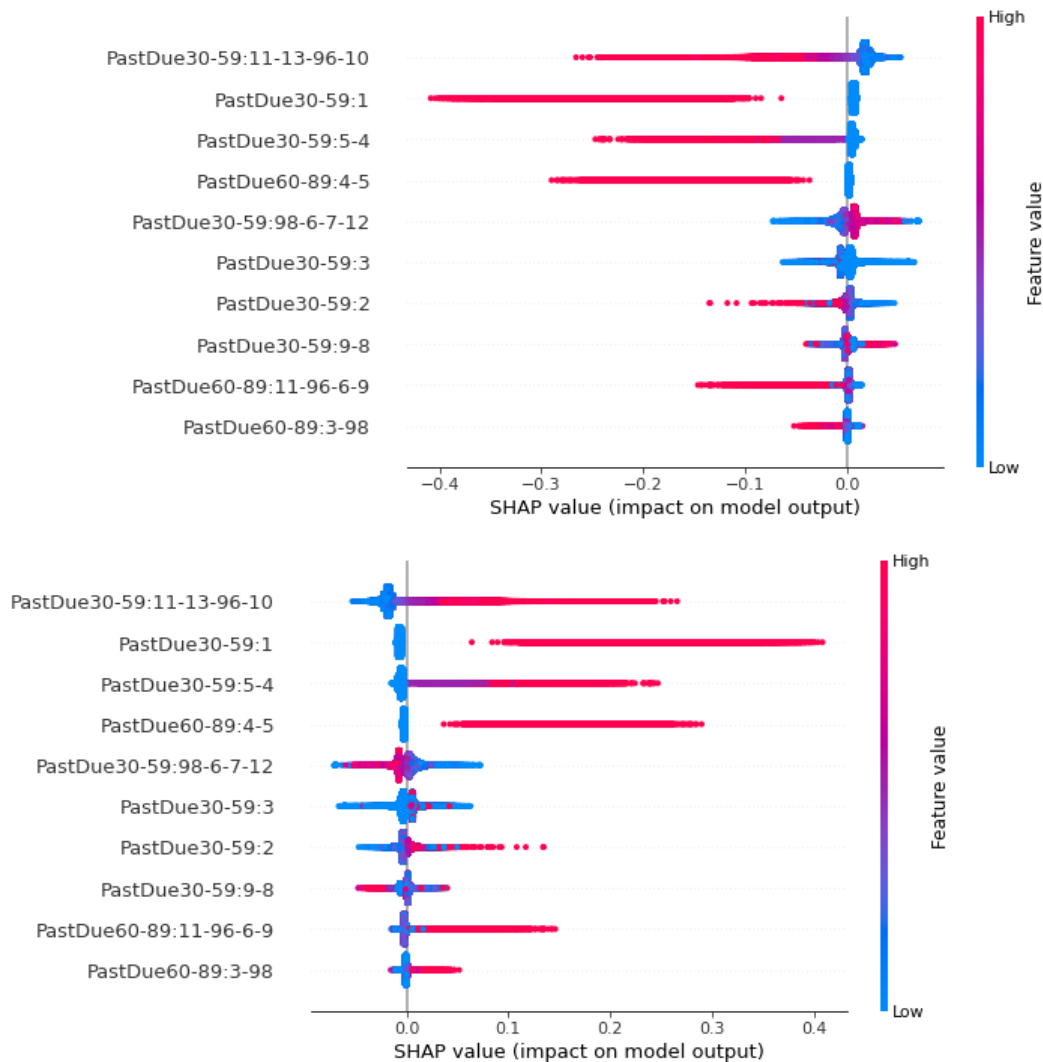 High
PastDue30-59:11-13-96-10
PastDue30-59:1
PastDue30-59:5-4
PastDue60-89:4-5
PastDue30-59:98-6-7-12
PastDue30-59:3
PastDue30-59:2
PastDue30-59:9-8
PastDue60-89:11-96-6-9
PastDue60-89:3-98
Feature value
Low
−0.4 −0.3 −0.2 −0.1 0.0
SHAP value (impact on model output)
High
PastDue30-59:11-13-96-10
PastDue30-59:1
PastDue30-59:5-4
PastDue60-89:4-5
PastDue30-59:98-6-7-12
PastDue30-59:3
PastDue30-59:2
PastDue30-59:9-8
PastDue60-89:11-96-6-9
PastDue60-89:3-98
Feature value
Low
0.0 0.1 0.2 0.3 0.4
SHAP value (impact on model output)